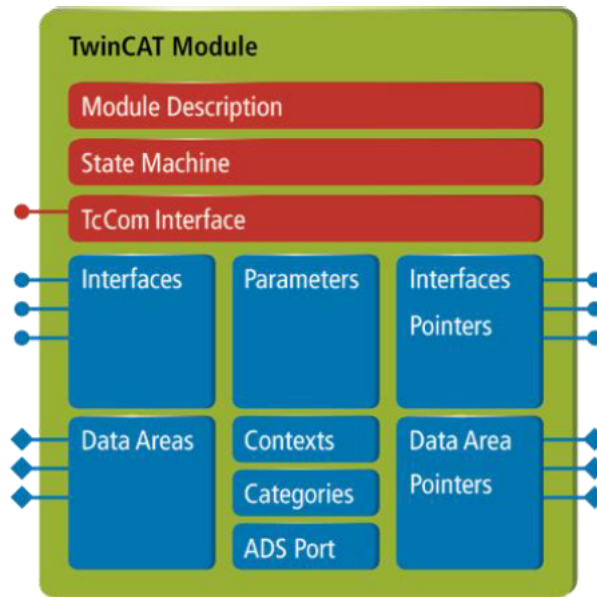 TwinCAT Module
Module Description
State Machine
TcCom Interface
Interfaces
Parameters
Interfaces
Pointers
Data Areas
Contexts
Categories
ADS Port
Data Area
Pointers